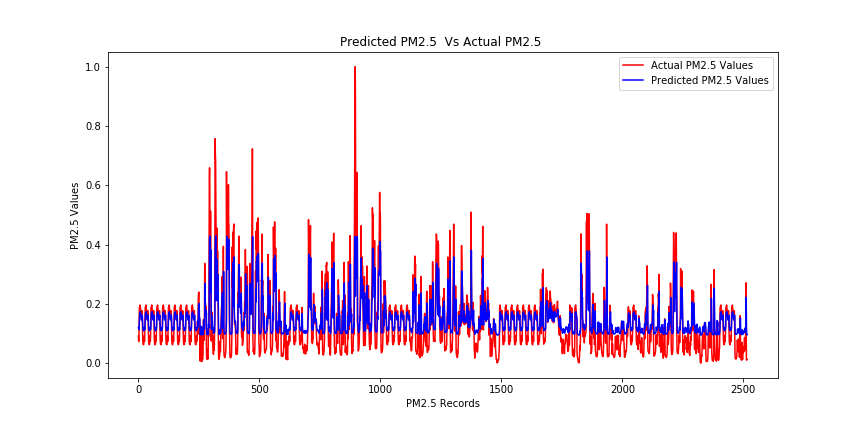 Predicted PM2.5  Vs Actual PM2.5
Actual PM2.5 Values
Predicted PM2.5 Values
PM2.5 Values
1.0
0.8
0.6
0.4
0.2
0.0
0 500 1000 1500 2000 2500
PM2.5 Records